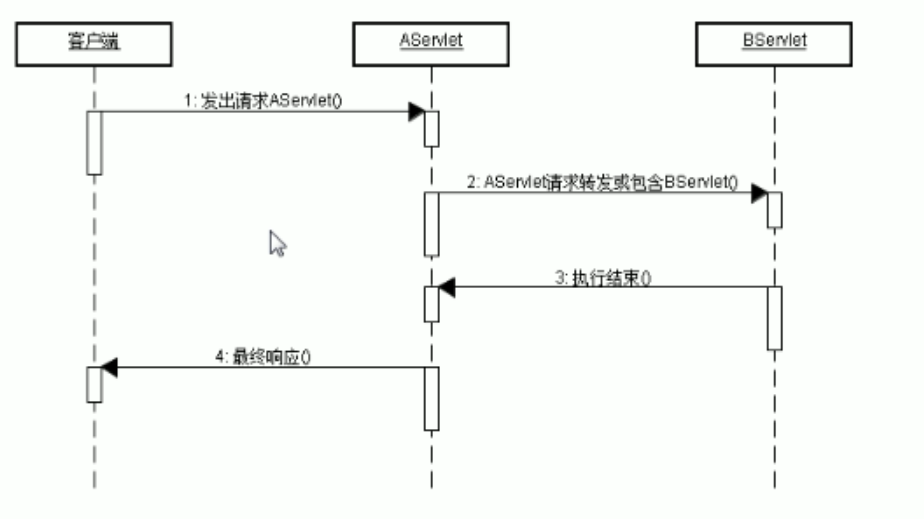 客户端
AServlet
BServlet
1: 发出请求AServlet()
2: AServlet请求转发或包含BServlet()
3: 执行结束()
4: 最终响应()